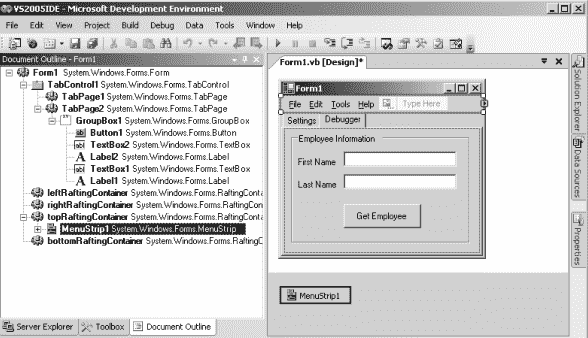 VS2005IDE - Microsoft Development Environment
File Edit View Project Build Debug Data Tools Window Help
Document Outline - Form1
Form1 System.Windows.Forms.Form
TabControl1 System.Windows.Forms.TabControl
TabPage1 System.Windows.Forms.TabPage
TabPage2 System.Windows.Forms.TabPage
GroupBox1 System.Windows.Forms.GroupBox
Button1 System.Windows.Forms.Button
TextBox2 System.Windows.Forms.TextBox
Label2 System.Windows.Forms.Label
TextBox1 System.Windows.Forms.TextBox
Label1 System.Windows.Forms.Label
leftRaftingContainer System.Windows.Forms.RaftingCont
rightRaftingContainer System.Windows.Forms.RaftingCon
topRaftingContainer System.Windows.Forms.RaftingConta
MenuStrip1 System.Windows.Forms.MenuStrip
bottomRaftingContainer System.Windows.Forms.RaftingC
Server Explorer Toolbox Document Outline
Form1.vb [Design]*
Form1
File Edit Tools Help Type Here
Settings Debugger
Employee Information
First Name
Last Name
Get Employee
MenuStrip1
Solution Explorer
Data Sources
Properties